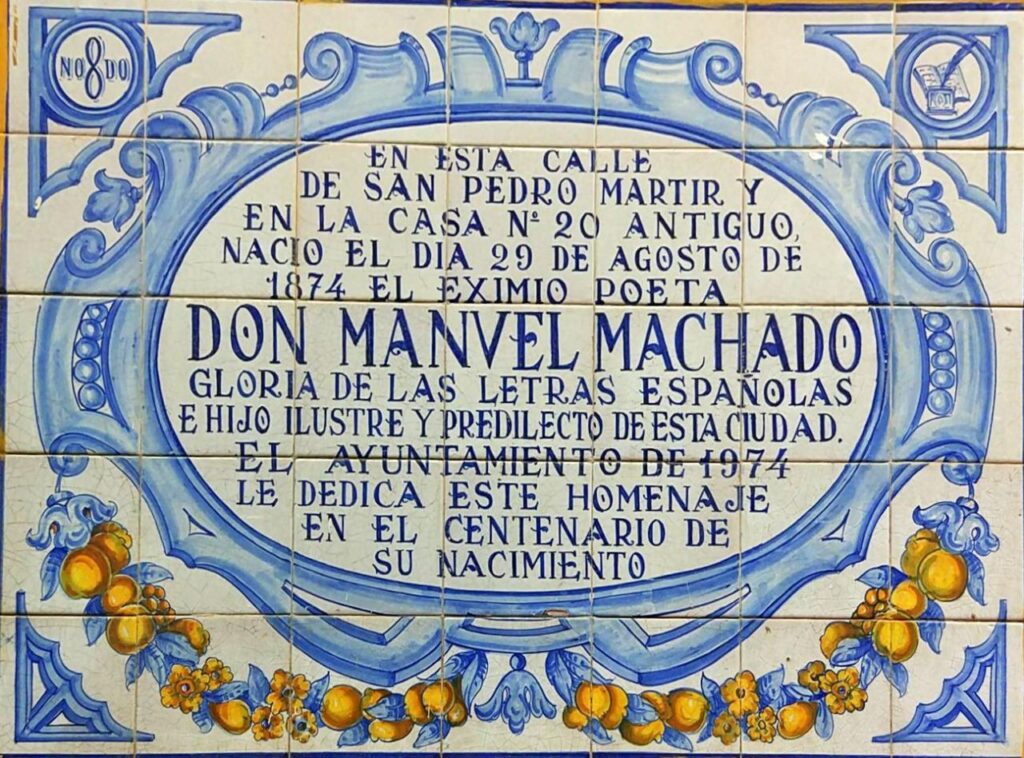 NO8DO
EN ESTA CALLE
DE SAN PEDRO MARTIR Y
EN LA CASA Nº 20 ANTIGUO,
NACIO EL DIA 29 DE AGOSTO DE
1874 EL EXIMIO POETA
DON MANVEL MACHADO
GLORIA DE LAS LETRAS ESPAÑOLAS
E HIJO ILUSTRE Y PREDILECTO DE ESTA CIUDAD.
EL AYUNTAMIENTO DE 1974
LE DEDICA ESTE HOMENAJE
EN EL CENTENARIO DE
SU NACIMIENTO